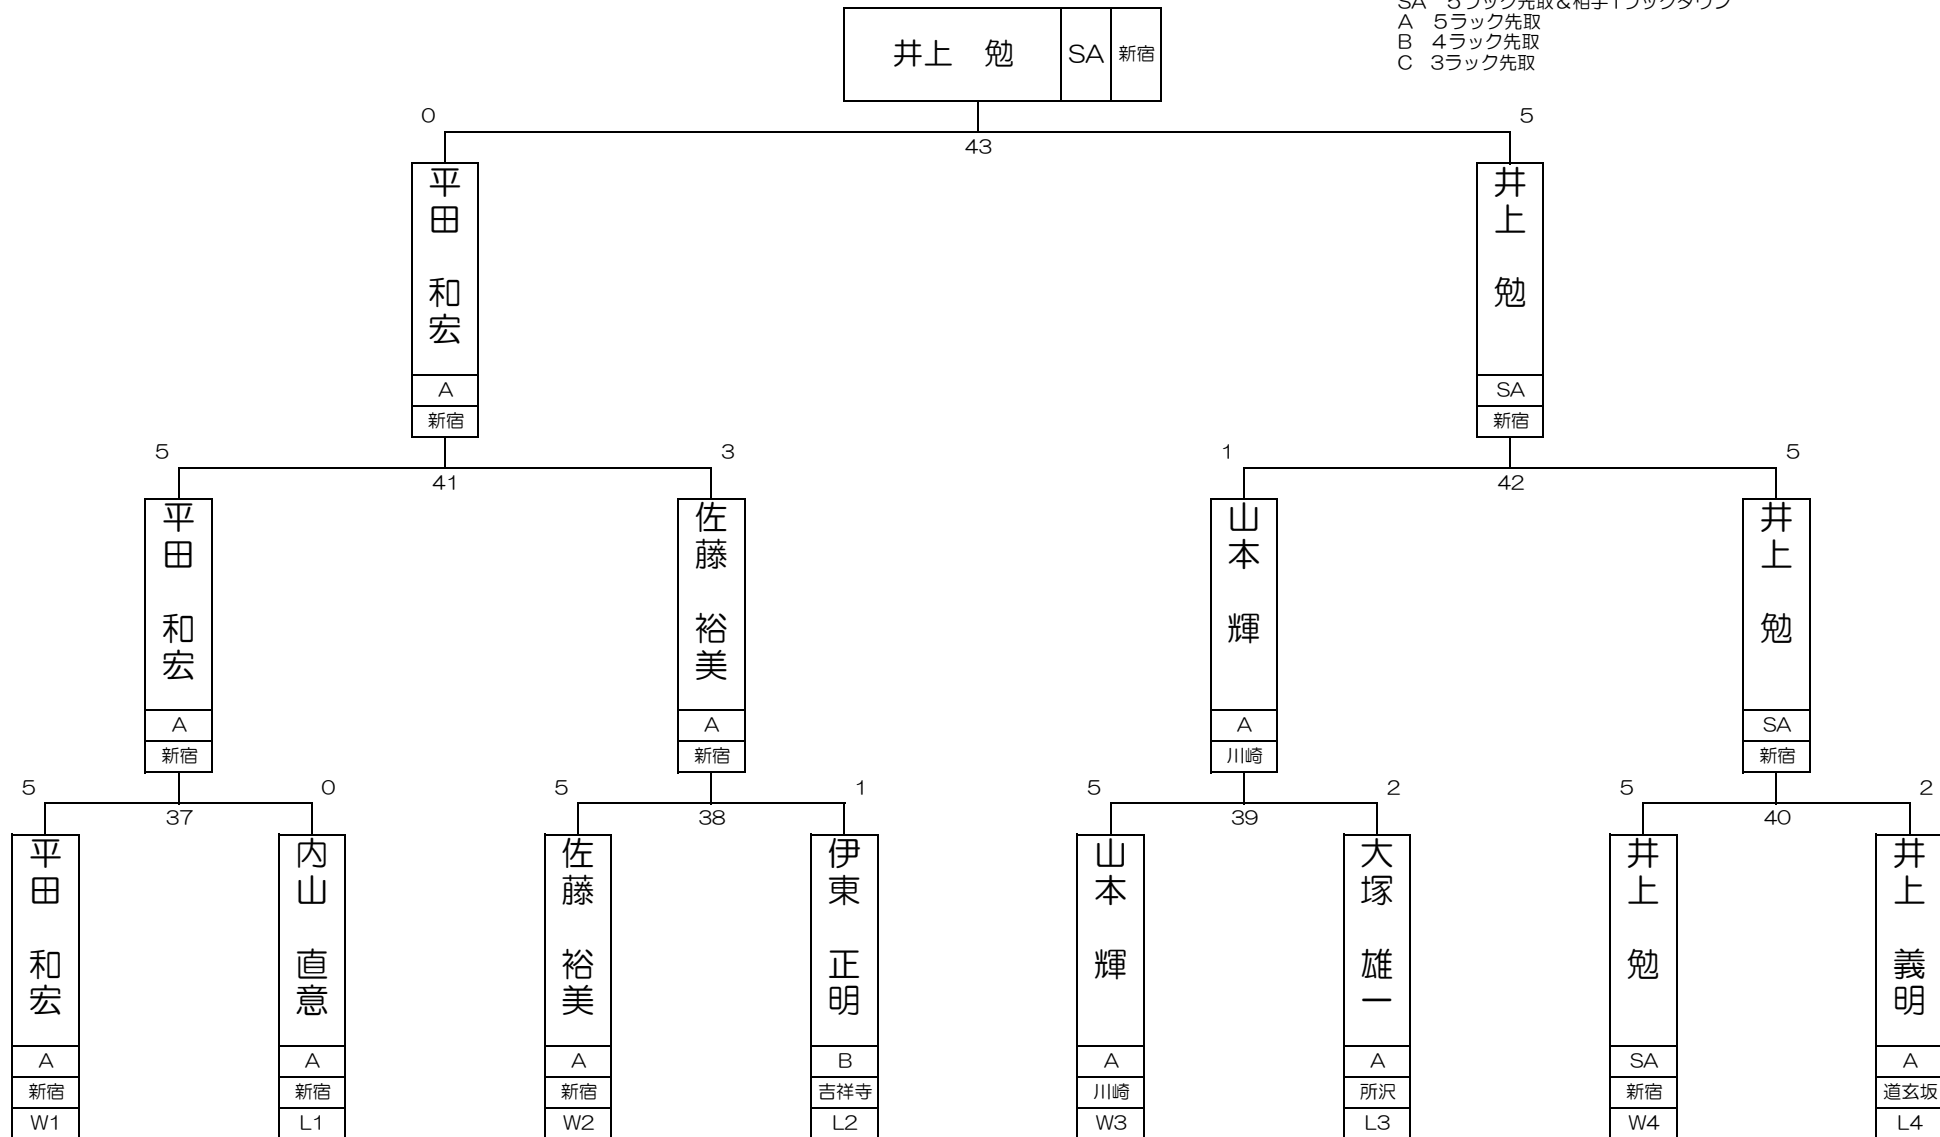 SA　５ラック先取＆相手1ラックダウン
A　５ラック先取
B　４ラック先取
C　3ラック先取
井上　勉 SA 新宿
0 5
43
平田　和宏 井上　勉
A SA
新宿 新宿
5 3 1 5
41 42
平田　和宏 佐藤　裕美 山本　輝 井上　勉
A A A SA
新宿 新宿 川崎 新宿
5 0 5 1 5 2 5 2
37 38 39 40
平田　和宏 内山　直意 佐藤　裕美 伊東　正明 山本　輝 大塚　雄一 井上　勉 井上　義明
A A A B A A SA A
新宿 新宿 新宿 吉祥寺 川崎 所沢 新宿 道玄坂
W1 L1 W2 L2 W3 L3 W4 L4